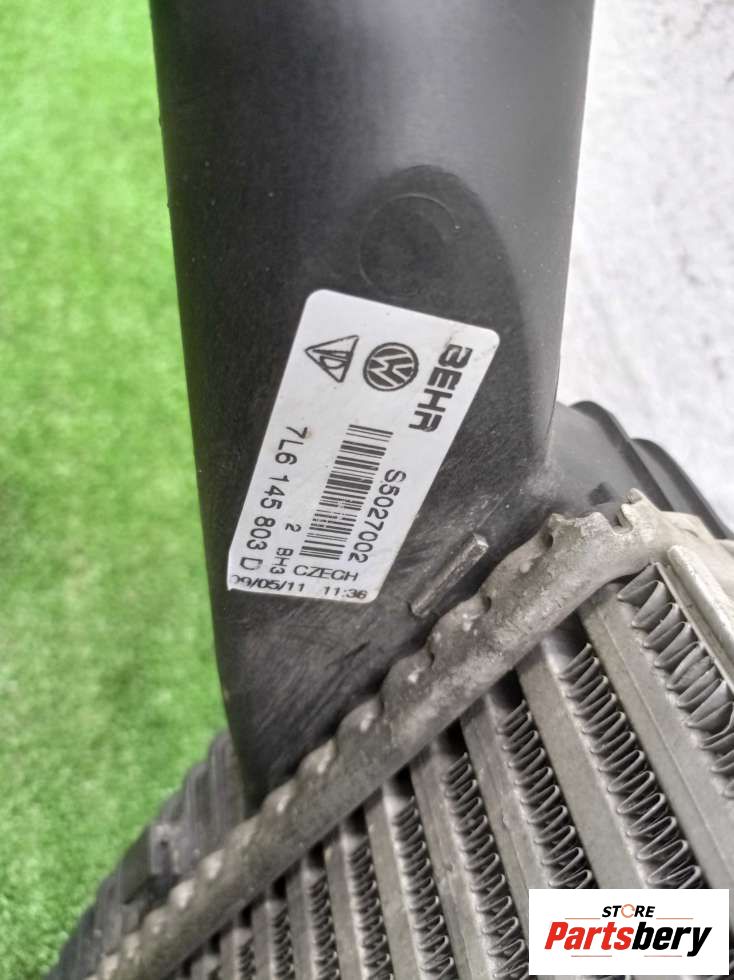 BEHR
S5027002
2 BH3 CZECH
7L6 145 803 D
09/05/11 11:36
STORE
Partsbery